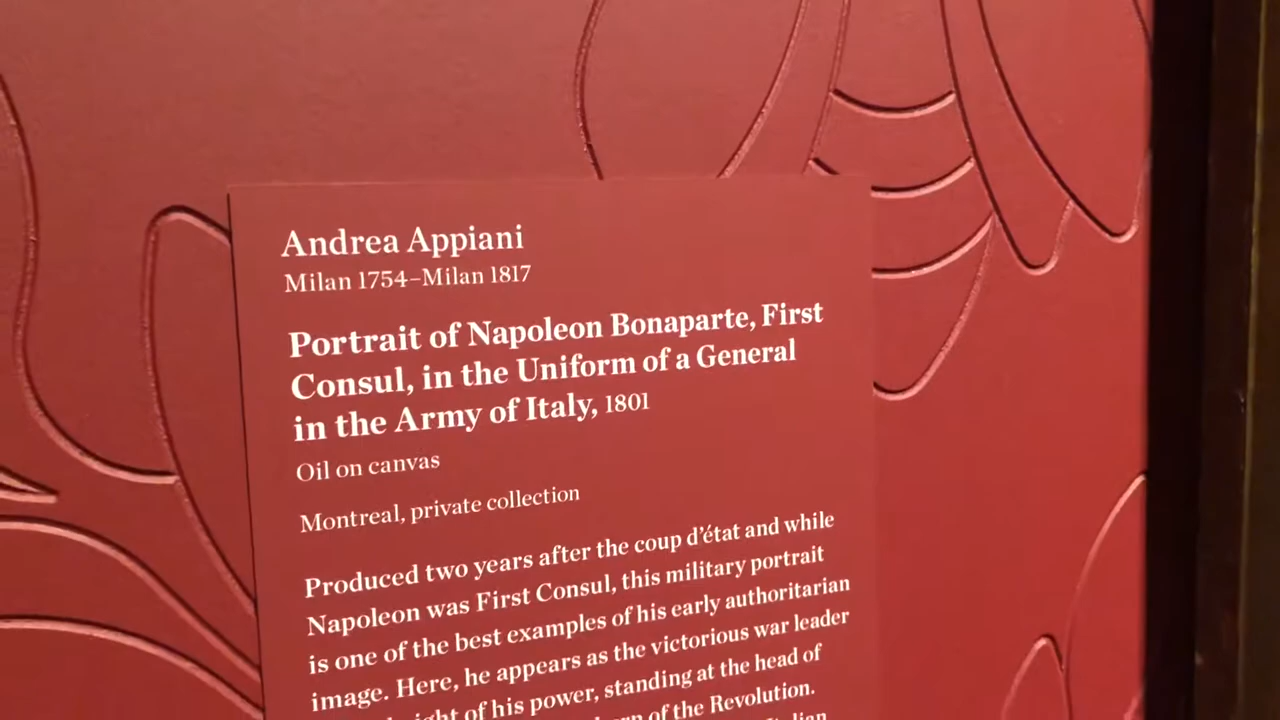 Andrea Appiani
Milan 1754–Milan 1817
Portrait of Napoleon Bonaparte, First
Consul, in the Uniform of a General
in the Army of Italy, 1801
Oil on canvas
Montreal, private collection
Produced two years after the coup d’état and while
Napoleon was First Consul, this military portrait
is one of the best examples of his early authoritarian
image. Here, he appears as the victorious war leader
of his power, standing at the head of
of the Revolution.